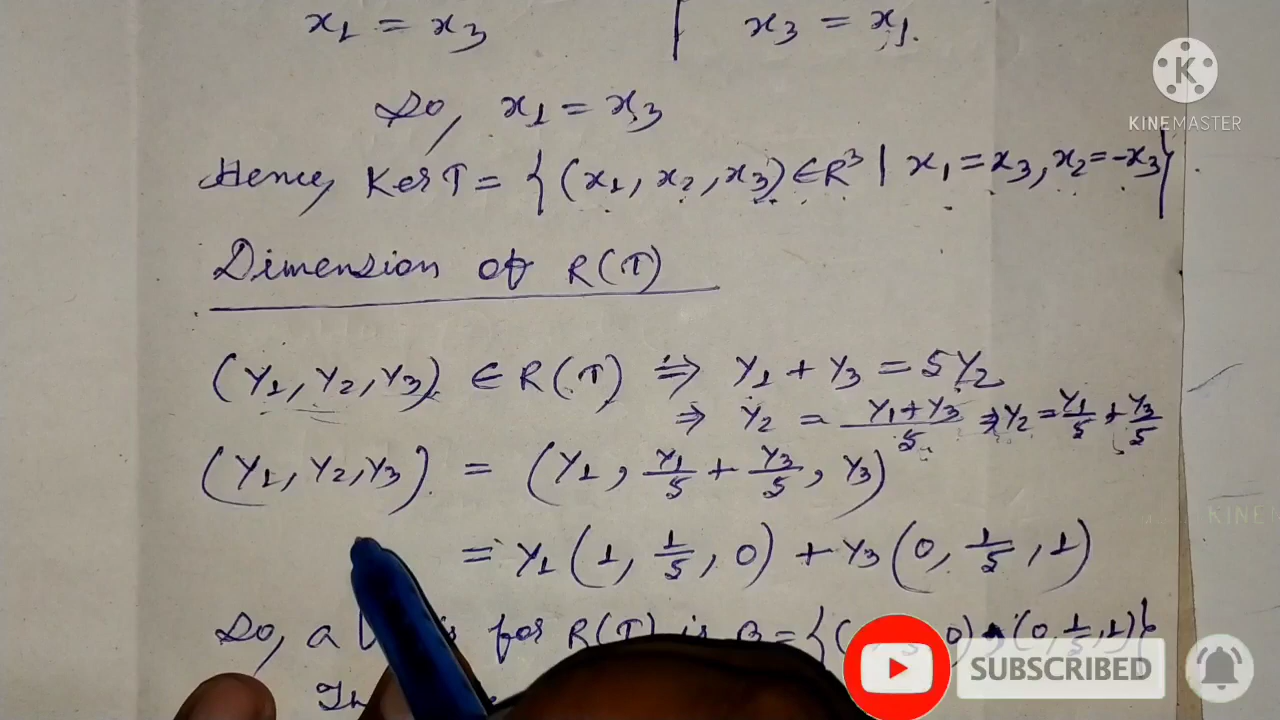 x1 = x3 | x3 = x1.
KINEMASTER
So, x1 = x3
Hence, Ker T = {(x1, x2, x3) ∈ R³ | x1 = x3, x2 = -x3}
Dimension of R(T)
(Y1, Y2, Y3) ∈ R(T) ⇒ Y1 + Y3 = 5Y2
⇒ Y2 = (Y1+Y3)/5 ⇒ Y2 = Y1/5 + Y3/5
(Y1, Y2, Y3) = (Y1, Y1/5 + Y3/5, Y3)
= Y1(1, 1/5, 0) + Y3(0, 1/5, 1)
So, a for R(T) is B = {( 0), (0, 1/5, 1)}
SUBSCRIBED